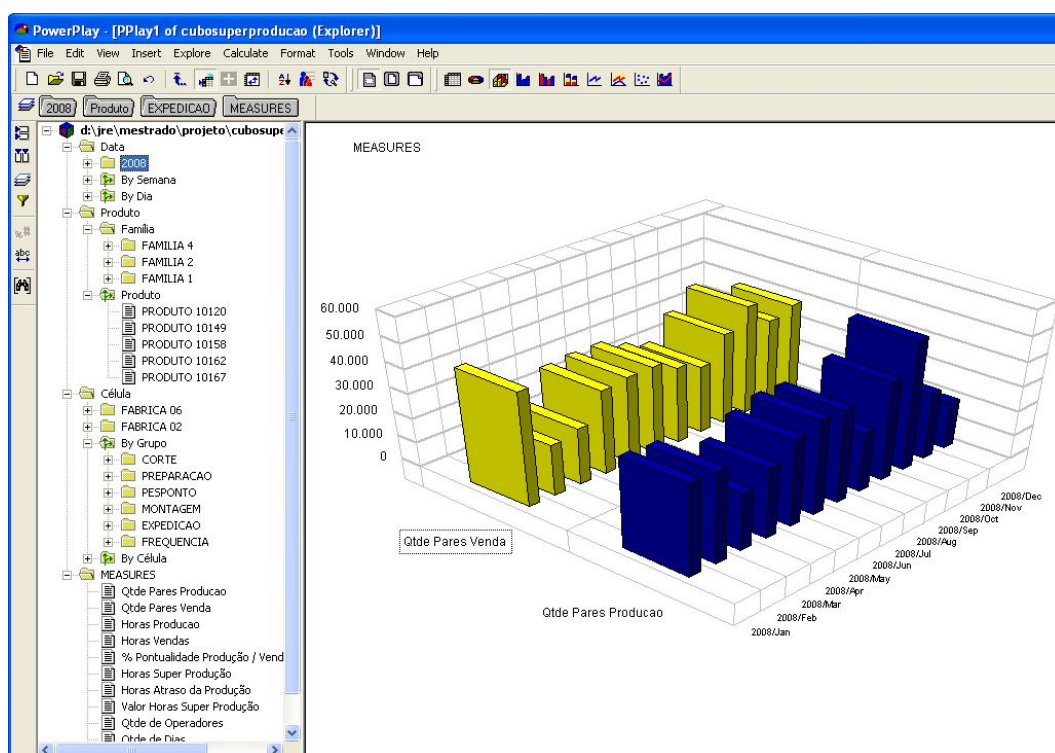 PowerPlay - [PPlay1 of cubosuperproducao (Explorer)]
File Edit View Insert Explore Calculate Format Tools Window Help
2008 Produto EXPEDICAO MEASURES
d:\jre\mestrado\projeto\cubosupe
Data
2008
By Semana
By Dia
Produto
Família
FAMILIA 4
FAMILIA 2
FAMILIA 1
Produto
PRODUTO 10120
PRODUTO 10149
PRODUTO 10158
PRODUTO 10162
PRODUTO 10167
Célula
FABRICA 06
FABRICA 02
By Grupo
CORTE
PREPARACAO
PESPONTO
MONTAGEM
EXPEDICAO
FREQUENCIA
By Célula
MEASURES
Qtde Pares Producao
Qtde Pares Venda
Horas Producao
Horas Vendas
% Pontualidade Produção / Vend
Horas Super Produção
Horas Atraso da Produção
Valor Horas Super Produção
Qtde de Operadores
Qtde de Dias
%#
abc
MEASURES
60.000
50.000
40.000
30.000
20.000
10.000
0
Qtde Pares Venda
Qtde Pares Producao
2008/Dec
2008/Nov
2008/Oct
2008/Sep
2008/Aug
2008/Jul
2008/Jun
2008/May
2008/Apr
2008/Mar
2008/Feb
2008/Jan